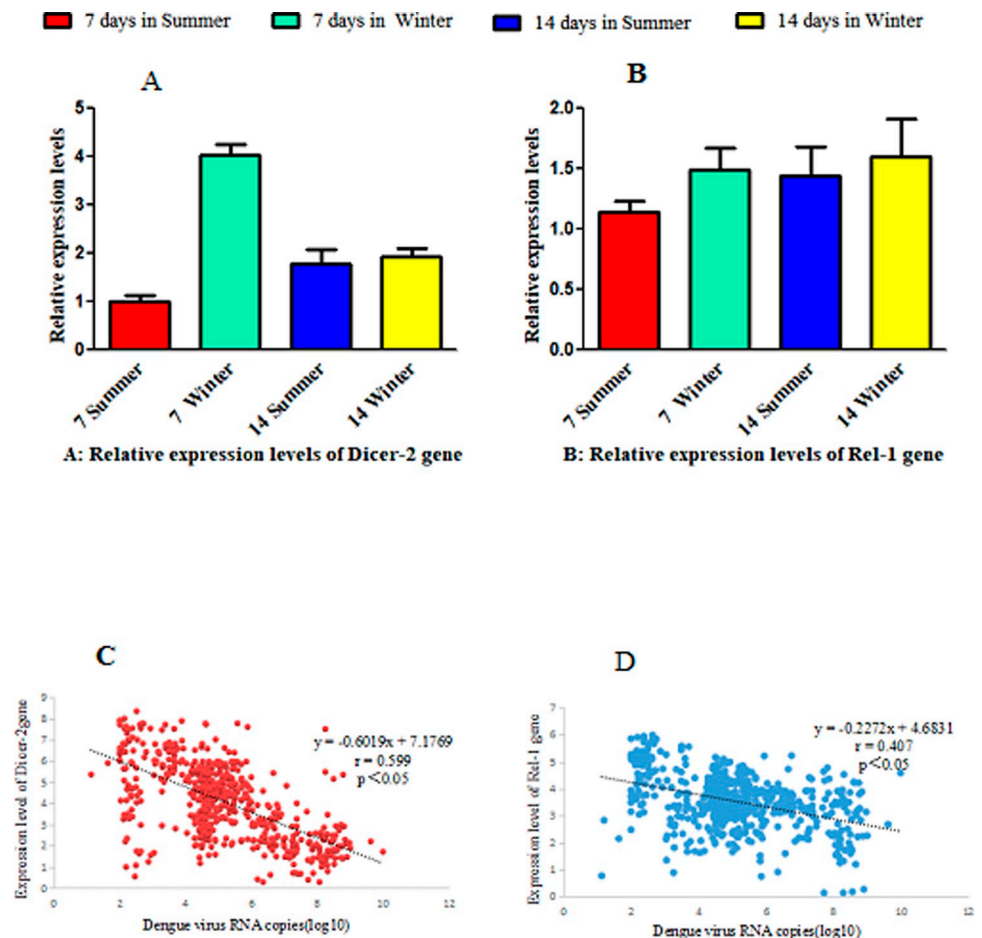 7 days in Summer
7 days in Winter
14 days in Summer
14 days in Winter
A
5
4
3
2
1
0
Relative expression levels
7 Summer
7 Winter
14 Summer
14 Winter
A: Relative expression levels of Dicer-2 gene
B
2.0
1.5
1.0
0.5
0.0
Relative expression levels
7 Summer
7 Winter
14 Summer
14 Winter
B: Relative expression levels of Rel-1 gene
C
Expression level of Dicer-2gene
9
8
7
6
5
4
3
2
1
0
y = -0.6019x + 7.1769
r = 0.599
p<0.05
0 2 4 6 8 10 12
Dengue virus RNA copies(log10)
D
Expression level of Rel-1 gene
7
6
5
4
3
2
1
0
y = -0.2272x + 4.6831
r = 0.407
p<0.05
0 2 4 6 8 10 12
Dengue virus RNA copies(log10)